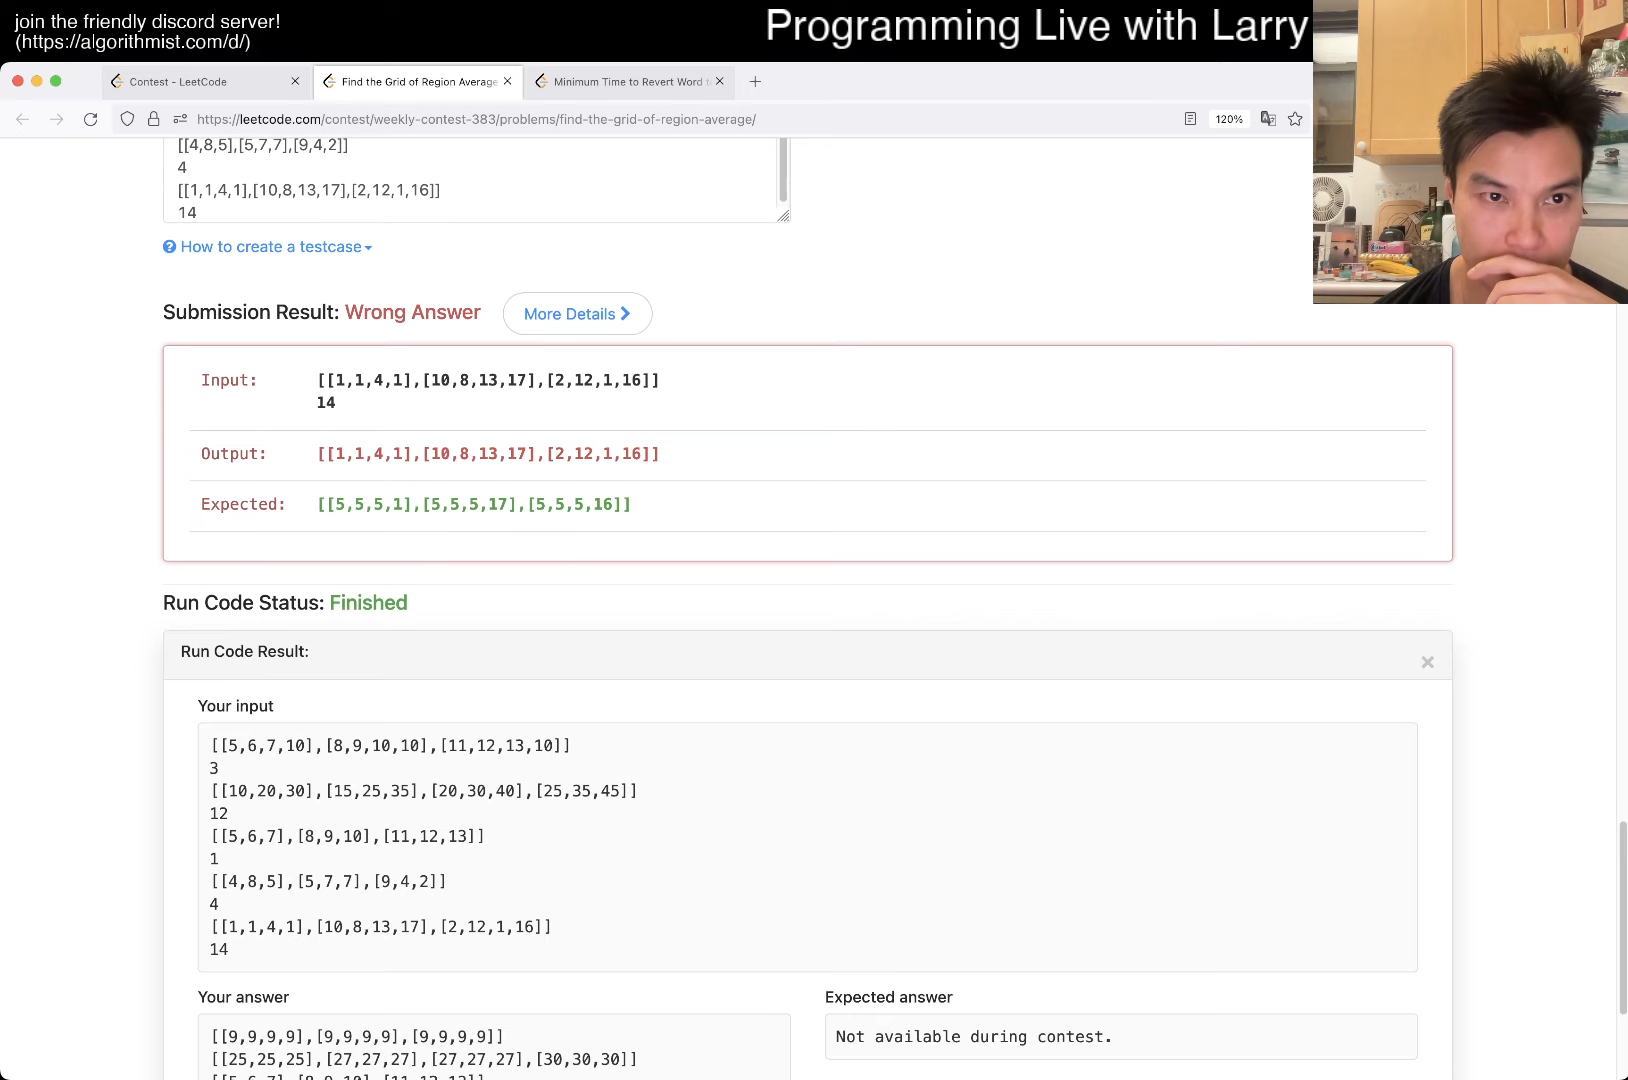 join the friendly discord server!
(https://algorithmist.com/d/)
Programming Live with Larry
Contest - LeetCode
Find the Grid of Region Average
Minimum Time to Revert Word t
https://leetcode.com/contest/weekly-contest-383/problems/find-the-grid-of-region-average/
120%
[[4,8,5],[5,7,7],[9,4,2]]
4
[[1,1,4,1],[10,8,13,17],[2,12,1,16]]
14
How to create a testcase
Submission Result: Wrong Answer
More Details
Input: [[1,1,4,1],[10,8,13,17],[2,12,1,16]]
14
Output: [[1,1,4,1],[10,8,13,17],[2,12,1,16]]
Expected: [[5,5,5,1],[5,5,5,17],[5,5,5,16]]
Run Code Status: Finished
Run Code Result:
Your input
[[5,6,7,10],[8,9,10,10],[11,12,13,10]]
3
[[10,20,30],[15,25,35],[20,30,40],[25,35,45]]
12
[[5,6,7],[8,9,10],[11,12,13]]
1
[[4,8,5],[5,7,7],[9,4,2]]
4
[[1,1,4,1],[10,8,13,17],[2,12,1,16]]
14
Your answer
Expected answer
[[9,9,9,9],[9,9,9,9],[9,9,9,9]]
Not available during contest.
[[25,25,25],[27,27,27],[27,27,27],[30,30,30]]
[[5,6,7],[8,9,10],[11,12,13]]